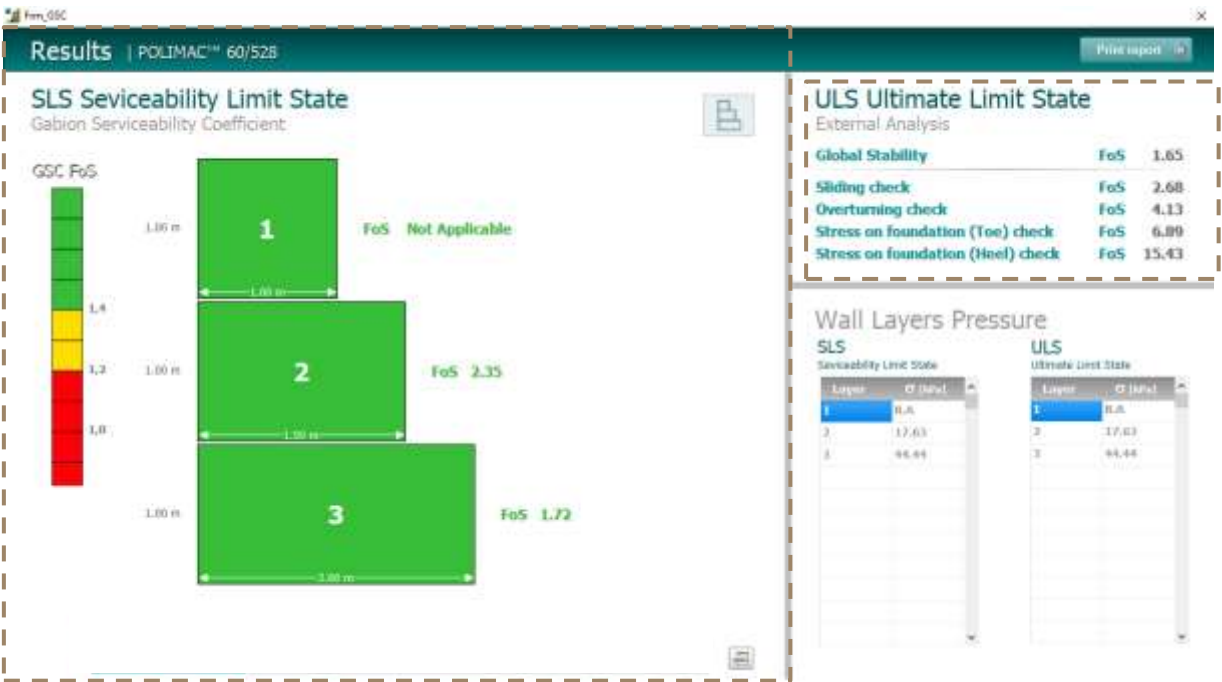 Frm_GSC
Results | POLIMAC™ 60/528
Print report
SLS Seviceability Limit State
Gabion Serviceability Coefficient
GSC FoS
1,4
1,2
1,0
1.00 m
1
FoS Not Applicable
1.00 m
1.00 m
2
FoS 2.35
1.00 m
3
FoS 1.72
ULS Ultimate Limit State
External Analysis
Global Stability FoS 1.65
Sliding check FoS 2.68
Overturning check FoS 4.13
Stress on foundation (Toe) check FoS 6.89
Stress on foundation (Heel) check FoS 15.43
Wall Layers Pressure
SLS
Seviceability Limit State
Layer
1
2 17.63
3 44.44
ULS
Ultimate Limit State
Layer
1
2 17.63
3 44.44